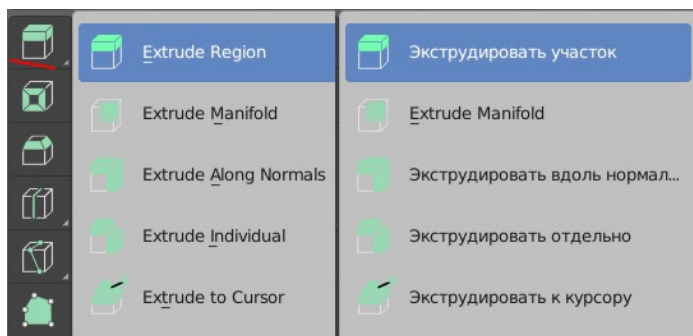 Extrude Region
Extrude Manifold
Extrude Along Normals
Extrude Individual
Extrude to Cursor
Экструдировать участок
Extrude Manifold
Экструдировать вдоль нормал...
Экструдировать отдельно
Экструдировать к курсору